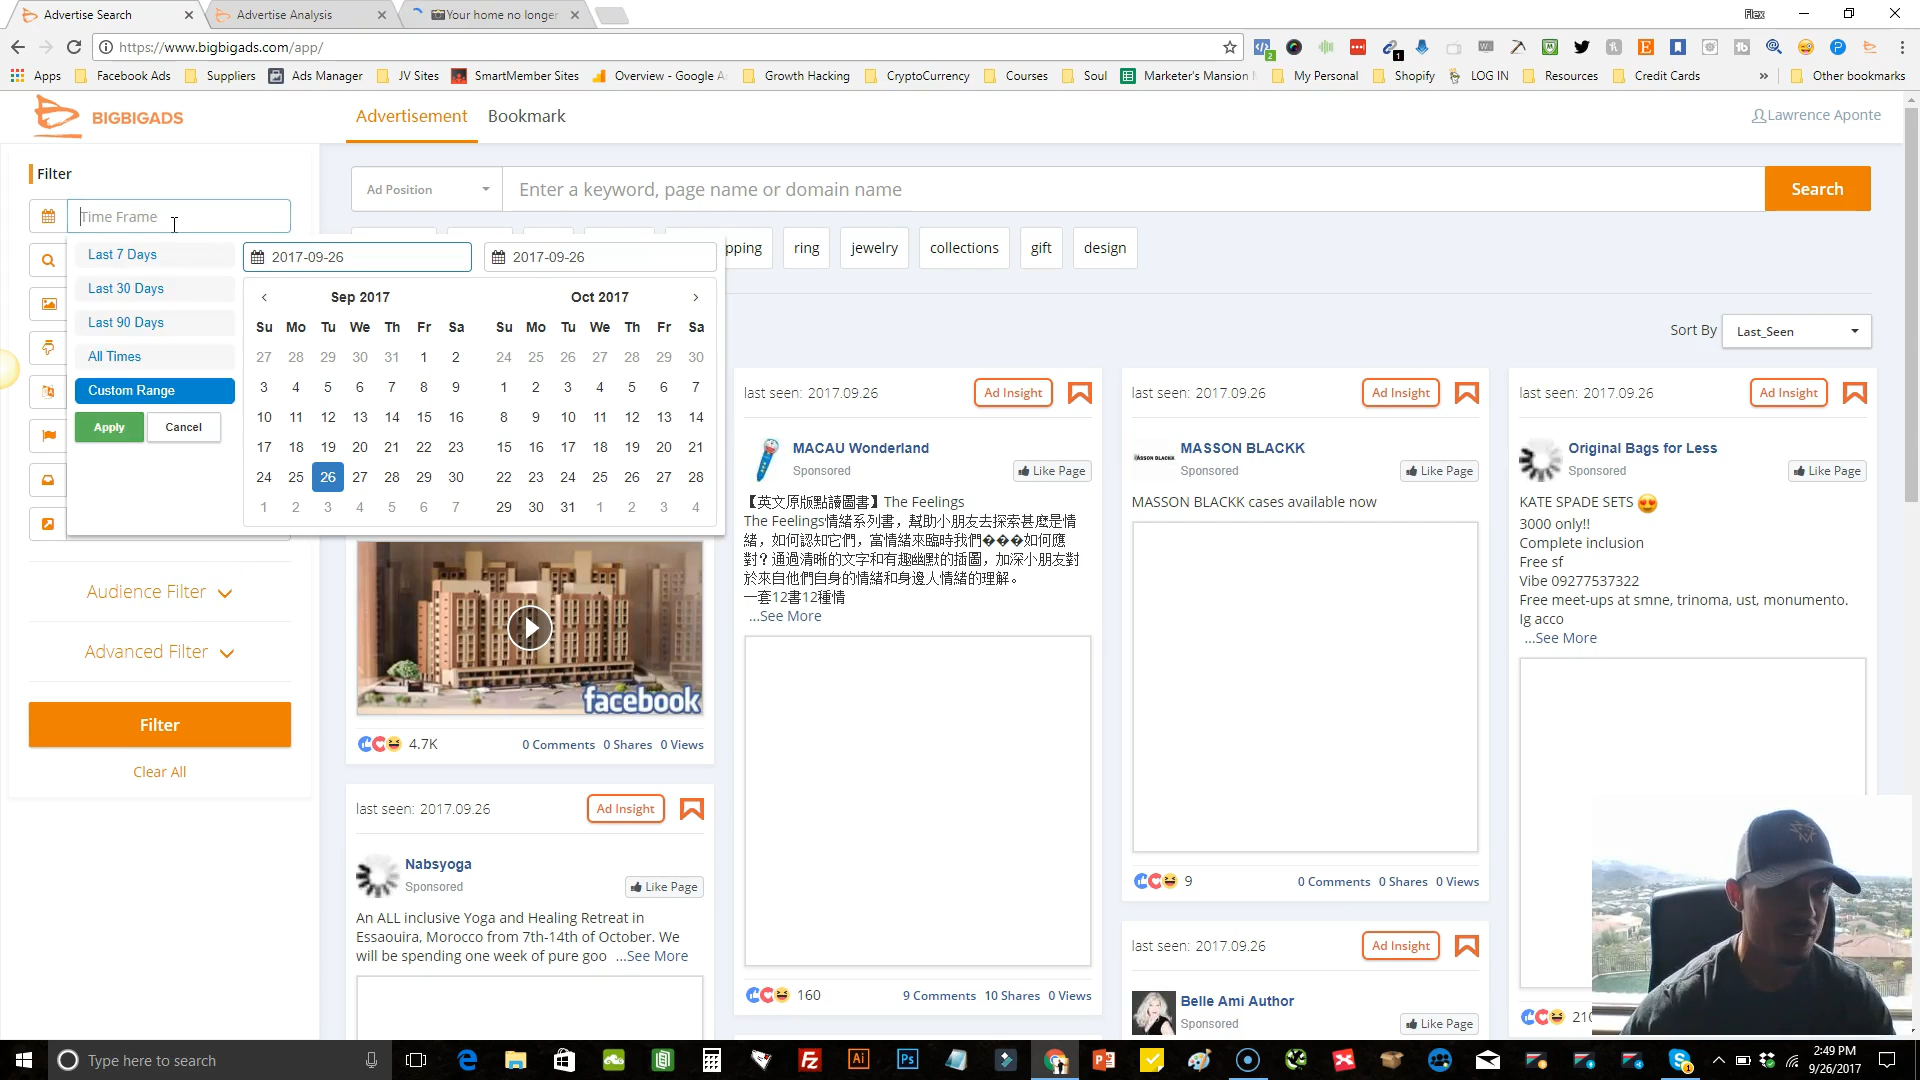 Advertise Search
Advertise Analysis
Your home no longer
Flex
https://www.bigbigads.com/app/
Apps
Facebook Ads
Suppliers
Ads Manager
JV Sites
SmartMember Sites
Overview - Google A
Growth Hacking
CryptoCurrency
Courses
Soul
Marketer's Mansion
My Personal
Shopify
LOG IN
Resources
Credit Cards
»
Other bookmarks
BIGBIGADS
Advertisement
Bookmark
Lawrence Aponte
Filter
Time Frame
Ad Position
Enter a keyword, page name or domain name
Search
pping
ring
jewelry
collections
gift
design
Last 7 Days
Last 30 Days
Last 90 Days
All Times
Custom Range
Apply
Cancel
2017-09-26
2017-09-26
Sep 2017
Su Mo Tu We Th Fr Sa
27 28 29 30 31 1 2
3 4 5 6 7 8 9
10 11 12 13 14 15 16
17 18 19 20 21 22 23
24 25 26 27 28 29 30
1 2 3 4 5 6 7
Oct 2017
Su Mo Tu We Th Fr Sa
24 25 26 27 28 29 30
1 2 3 4 5 6 7
8 9 10 11 12 13 14
15 16 17 18 19 20 21
22 23 24 25 26 27 28
29 30 31 1 2 3 4
Sort By
Last_Seen
Audience Filter
Advanced Filter
Filter
Clear All
facebook
4.7K
0 Comments 0 Shares 0 Views
last seen: 2017.09.26
Ad Insight
Nabsyoga
Sponsored
Like Page
An ALL inclusive Yoga and Healing Retreat in
Essaouira, Morocco from 7th-14th of October. We
will be spending one week of pure goo ...See More
last seen: 2017.09.26
Ad Insight
MACAU Wonderland
Sponsored
Like Page
【英文原版點讀圖書】The Feelings
The Feelings情緒系列書，幫助小朋友去探索甚麼是情
緒，如何認知它們，當情緒來臨時我們���如何應
對？通過清晰的文字和有趣幽默的插圖，加深小朋友對
於來自他們自身的情緒和身邊人情緒的理解。
一套12書12種情
...See More
160
9 Comments 10 Shares 0 Views
last seen: 2017.09.26
Ad Insight
MASSON BLACKK
MASSON BLACKK
Sponsored
Like Page
MASSON BLACKK cases available now
9
0 Comments 0 Shares 0 Views
last seen: 2017.09.26
Ad Insight
Belle Ami Author
Sponsored
Like Page
last seen: 2017.09.26
Ad Insight
Original Bags for Less
Sponsored
Like Page
KATE SPADE SETS 😍
3000 only!!
Complete inclusion
Free sf
Vibe 09277537322
Free meet-ups at smne, trinoma, ust, monumento.
Ig acco
...See More
210
Type here to search
Ai
Ps
2:49 PM
9/26/2017